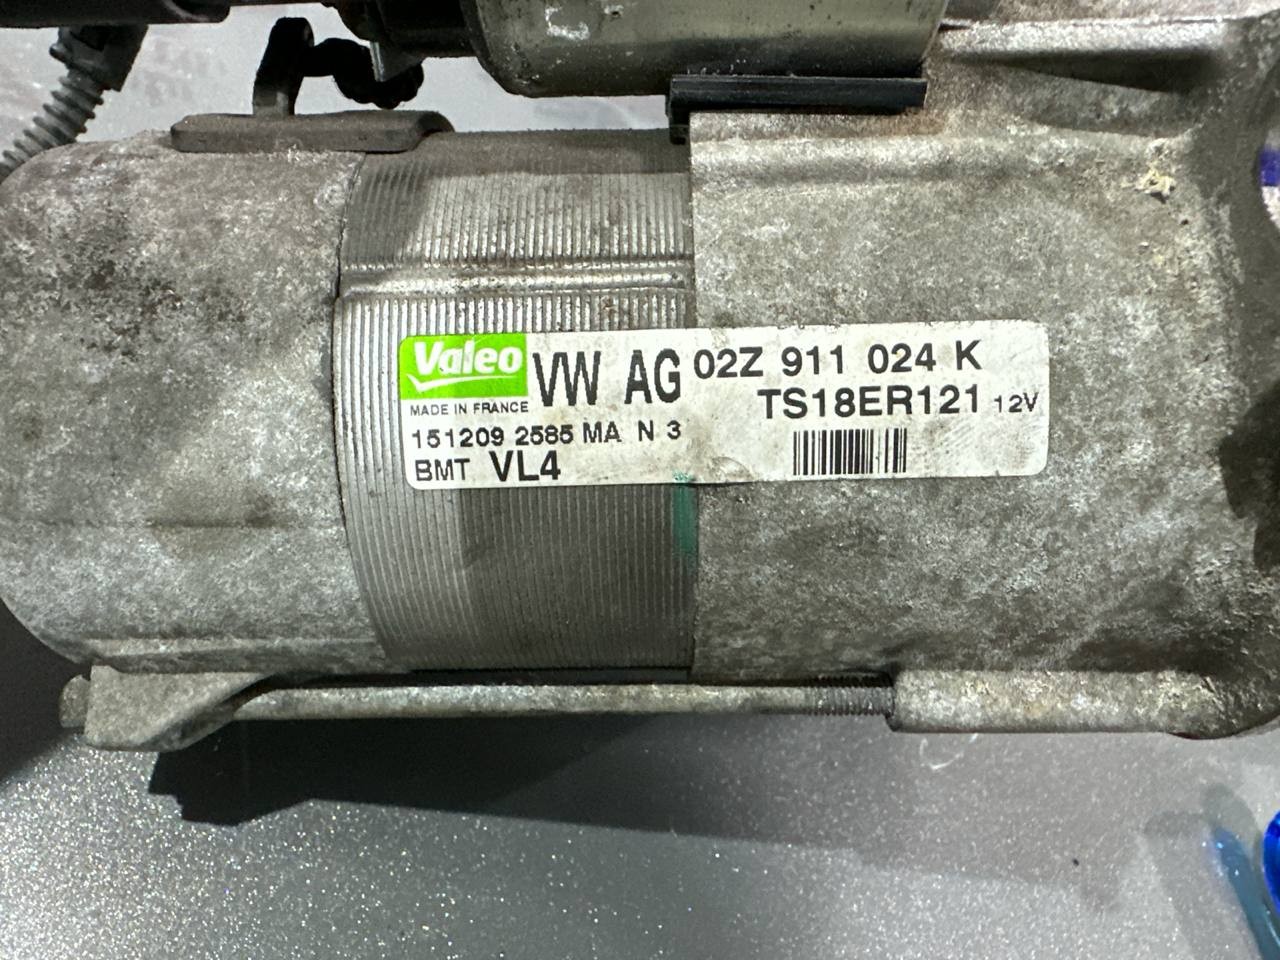 Valeo VW AG 02Z 911 024 K
MADE IN FRANCE TS18ER121 12V
151209 2585 MA N 3
BMT VL4